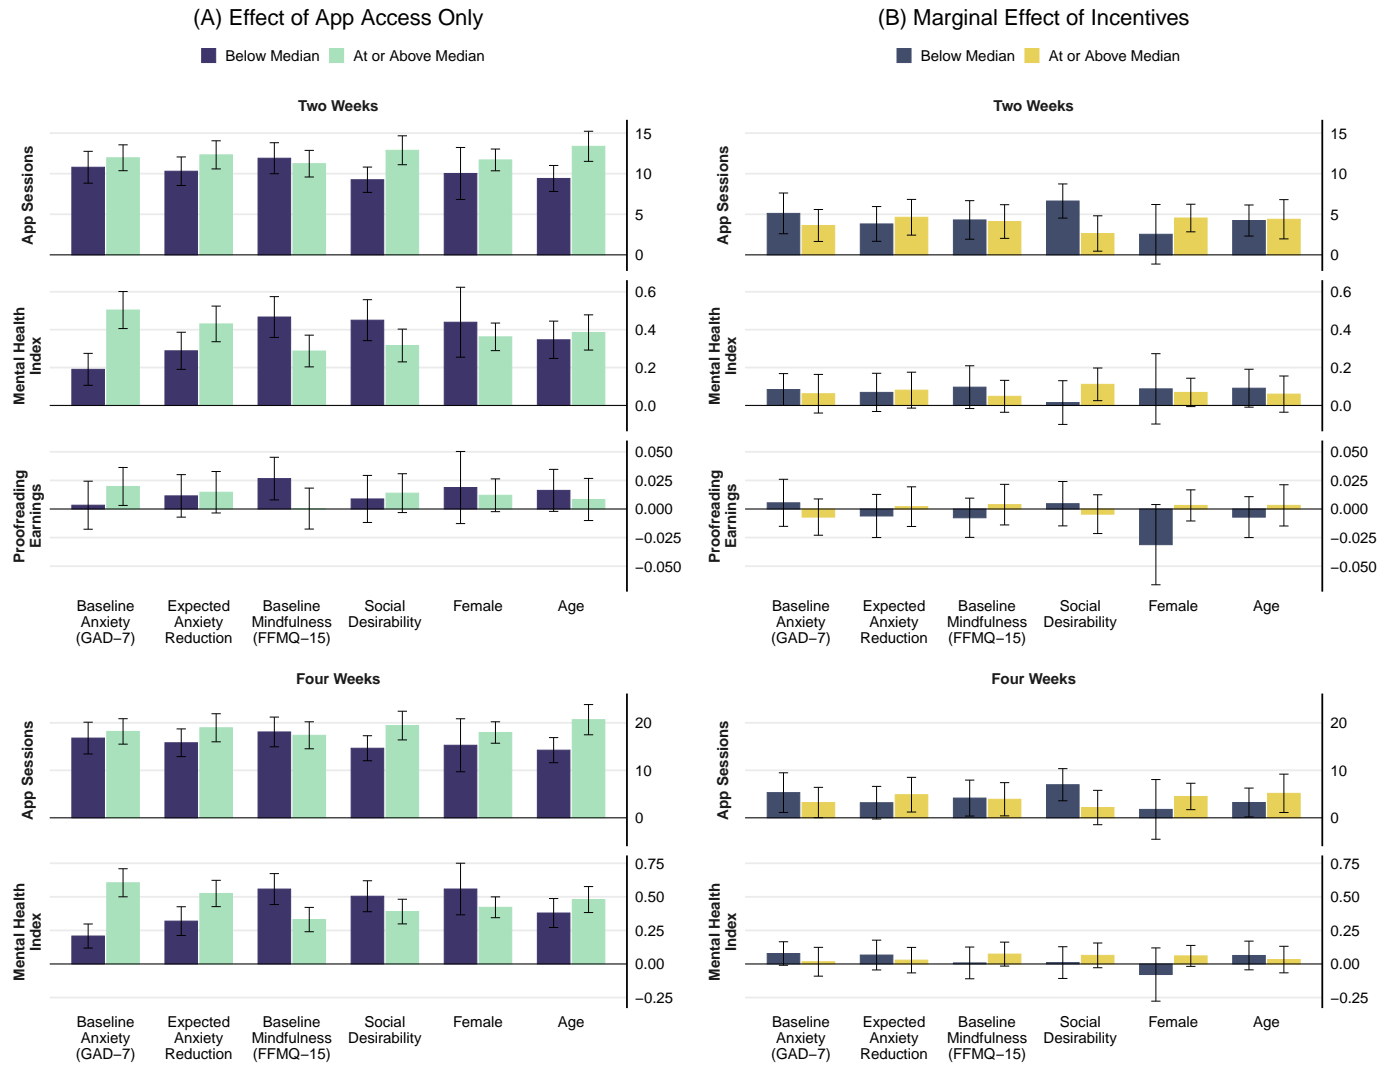 (A) Effect of App Access Only
Below Median
At or Above Median
Two Weeks
App Sessions
15
10
5
0
Mental Health
Index
0.6
0.4
0.2
0.0
Proofreading
Earnings
0.050
0.025
0.000
−0.025
−0.050
Baseline
Anxiety
(GAD−7)
Expected
Anxiety
Reduction
Baseline
Mindfulness
(FFMQ−15)
Social
Desirability
Female
Age
Four Weeks
App Sessions
20
10
0
Mental Health
Index
0.75
0.50
0.25
0.00
−0.25
Baseline
Anxiety
(GAD−7)
Expected
Anxiety
Reduction
Baseline
Mindfulness
(FFMQ−15)
Social
Desirability
Female
Age
(B) Marginal Effect of Incentives
Below Median
At or Above Median
Two Weeks
App Sessions
15
10
5
0
Mental Health
Index
0.6
0.4
0.2
0.0
Proofreading
Earnings
0.050
0.025
0.000
−0.025
−0.050
Baseline
Anxiety
(GAD−7)
Expected
Anxiety
Reduction
Baseline
Mindfulness
(FFMQ−15)
Social
Desirability
Female
Age
Four Weeks
App Sessions
20
10
0
Mental Health
Index
0.75
0.50
0.25
0.00
−0.25
Baseline
Anxiety
(GAD−7)
Expected
Anxiety
Reduction
Baseline
Mindfulness
(FFMQ−15)
Social
Desirability
Female
Age